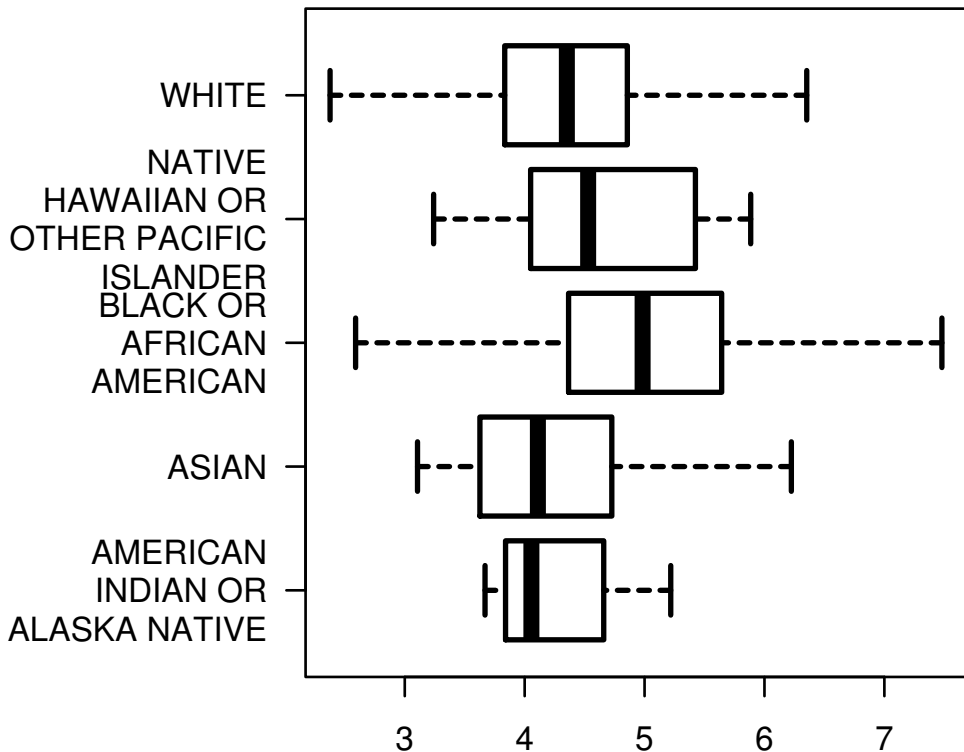 WHITE
NATIVE
HAWAIIAN OR
OTHER PACIFIC
ISLANDER
BLACK OR
AFRICAN
AMERICAN
ASIAN
AMERICAN
INDIAN OR
ALASKA NATIVE
3 4 5 6 7